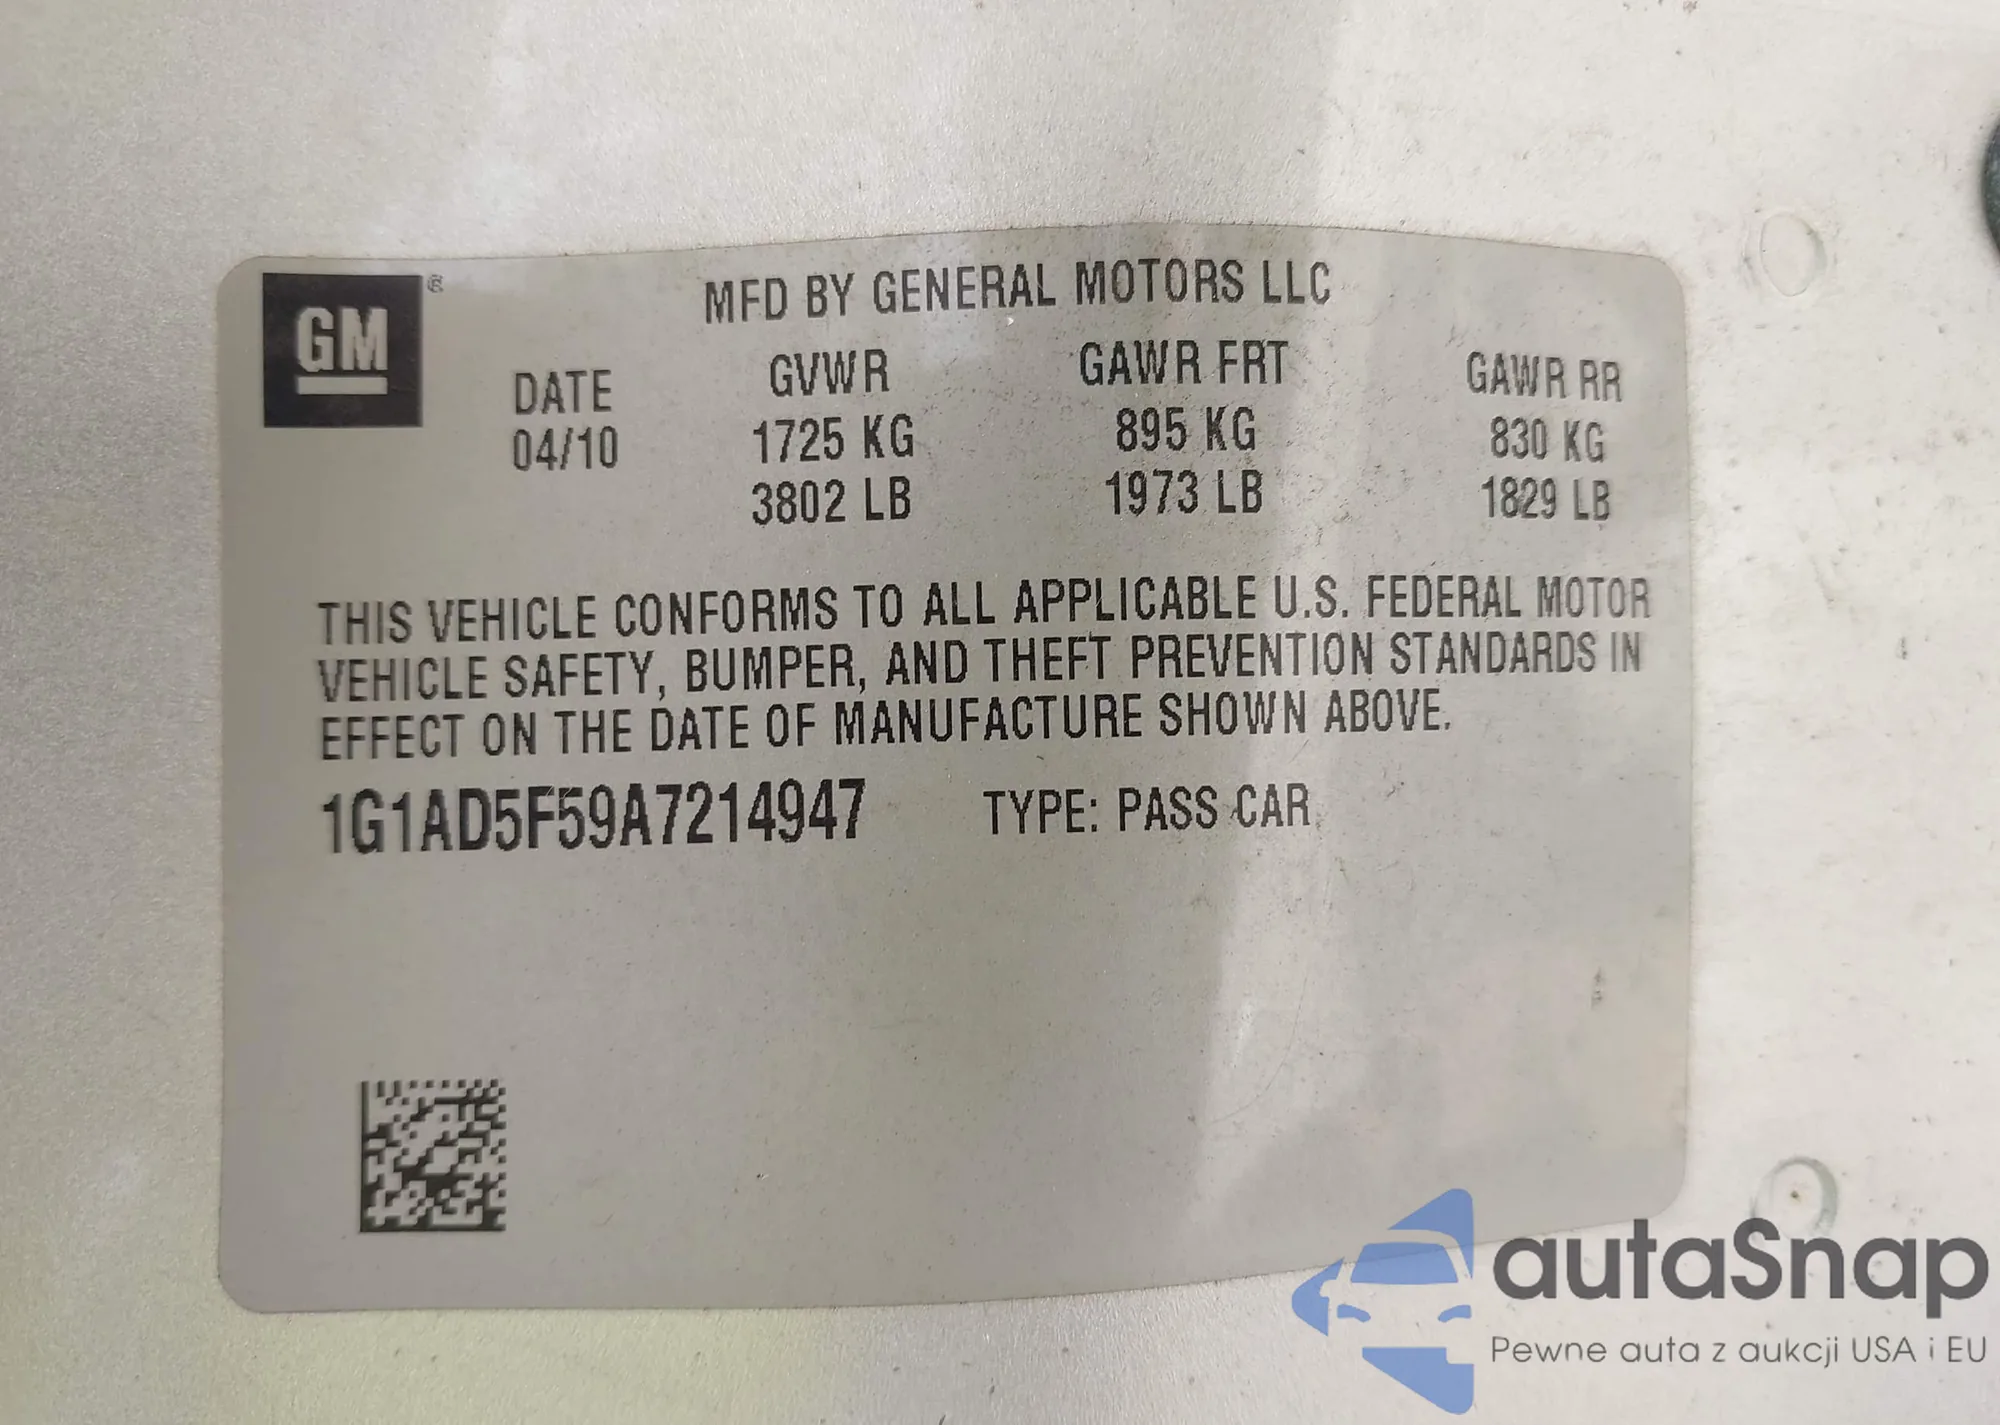 GM ®
MFD BY GENERAL MOTORS LLC
DATE GVWR GAWR FRT GAWR RR
04/10 1725 KG 895 KG 830 KG
3802 LB 1973 LB 1829 LB
THIS VEHICLE CONFORMS TO ALL APPLICABLE U.S. FEDERAL MOTOR
VEHICLE SAFETY, BUMPER, AND THEFT PREVENTION STANDARDS IN
EFFECT ON THE DATE OF MANUFACTURE SHOWN ABOVE.
1G1AD5F59A7214947 TYPE: PASS CAR
autaSnap
Pewne auta z aukcji USA i EU